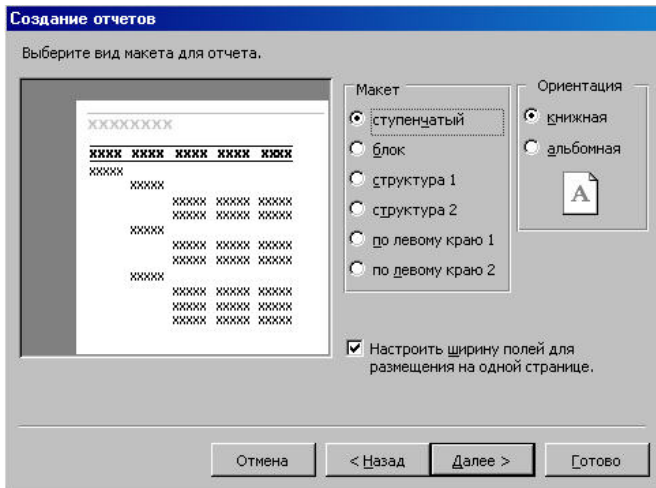 Создание отчетов
Выберите вид макета для отчета.
Макет
ступенчатый
блок
структура 1
структура 2
по левому краю 1
по левому краю 2
Ориентация
книжная
альбомная
A
XXXXXXXX
XXXX XXXX XXXX XXXX XXXX
XXXXX
XXXXX
XXXXX XXXXX XXXXX
XXXXX XXXXX XXXXX
XXXXX
XXXXX XXXXX XXXXX
XXXXX XXXXX XXXXX
XXXXX
XXXXX XXXXX XXXXX
XXXXX XXXXX XXXXX
XXXXX XXXXX XXXXX
Настроить ширину полей для
размещения на одной странице.
Отмена < Назад Далее > Готово